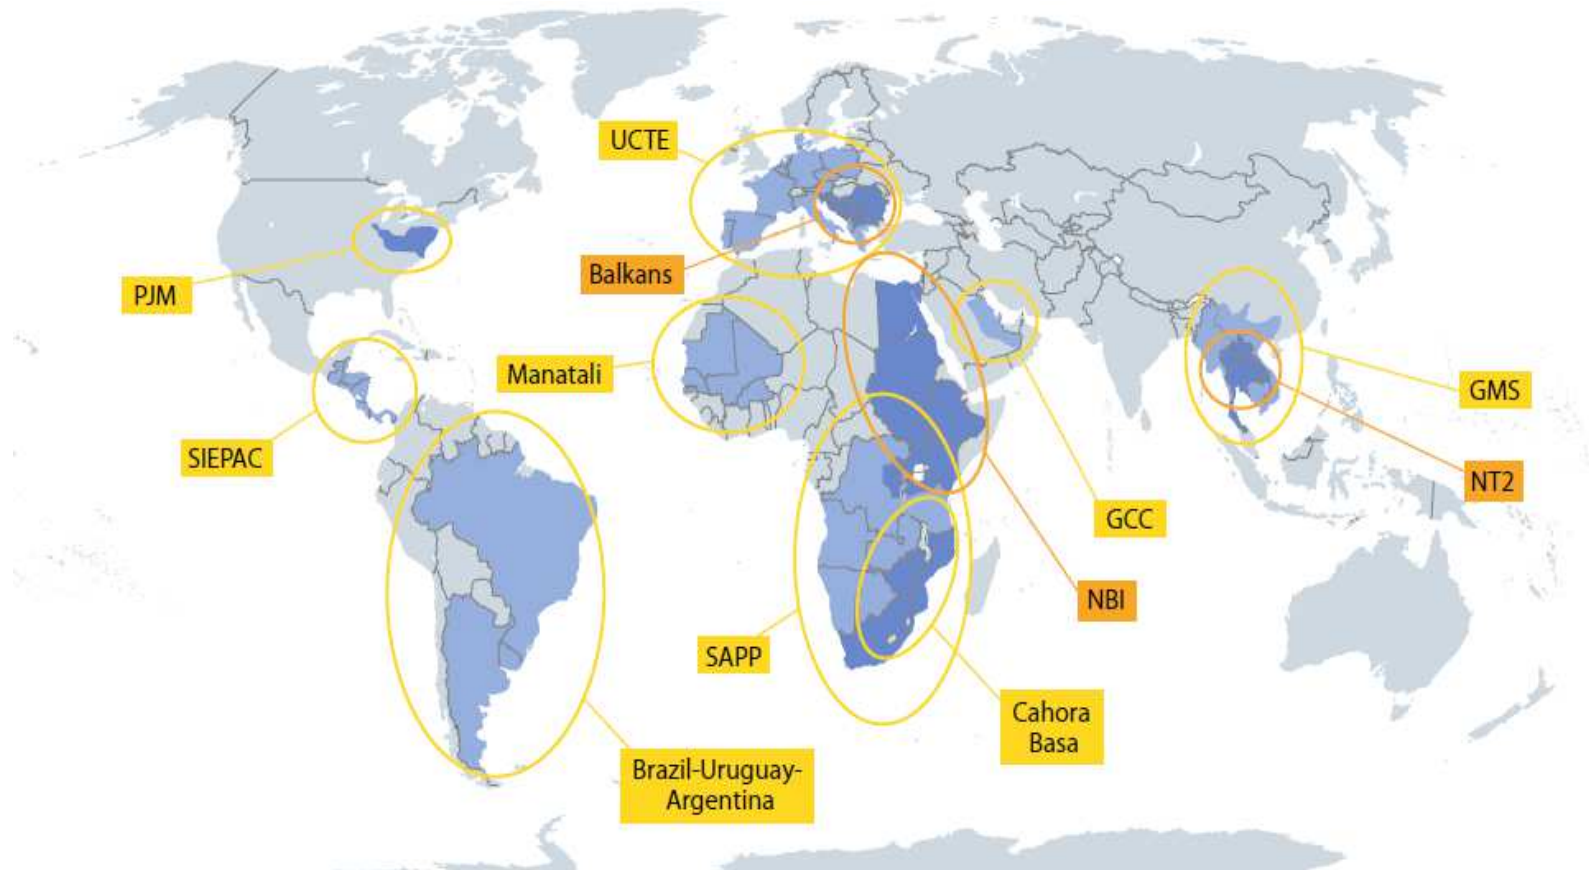 UCTE
Balkans
PJM
Manatali
GMS
SIEPAC
NT2
GCC
NBI
SAPP
Cahora
Basa
Brazil-Uruguay-
Argentina